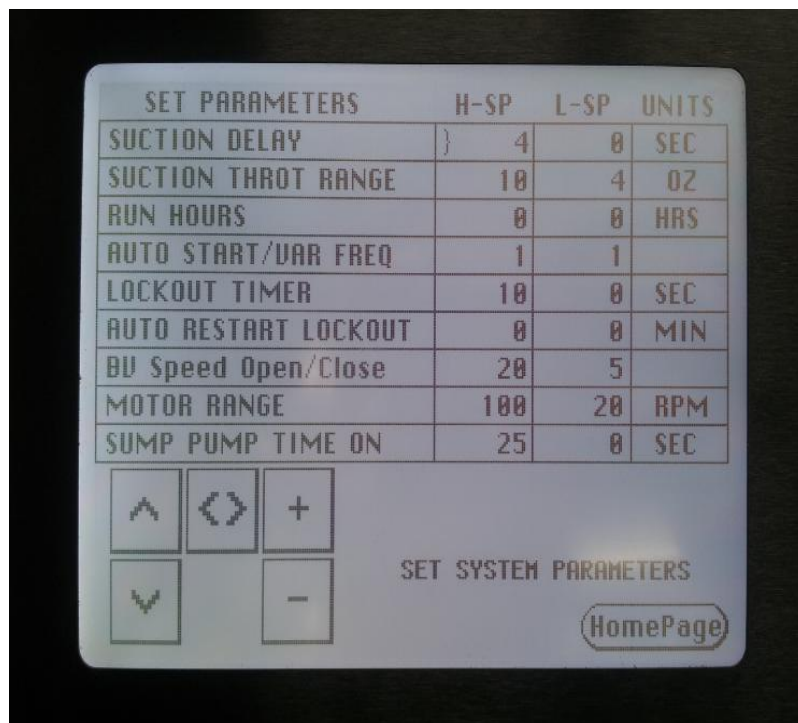 SET PARAMETERS H-SP L-SP UNITS
SUCTION DELAY } 4 0 SEC
SUCTION THROT RANGE 10 4 OZ
RUN HOURS 0 0 HRS
AUTO START/VAR FREQ 1 1
LOCKOUT TIMER 10 0 SEC
AUTO RESTART LOCKOUT 0 0 MIN
BV Speed Open/Close 20 5
MOTOR RANGE 100 20 RPM
SUMP PUMP TIME ON 25 0 SEC
^ <> +
SET SYSTEM PARAMETERS
v -
HomePage